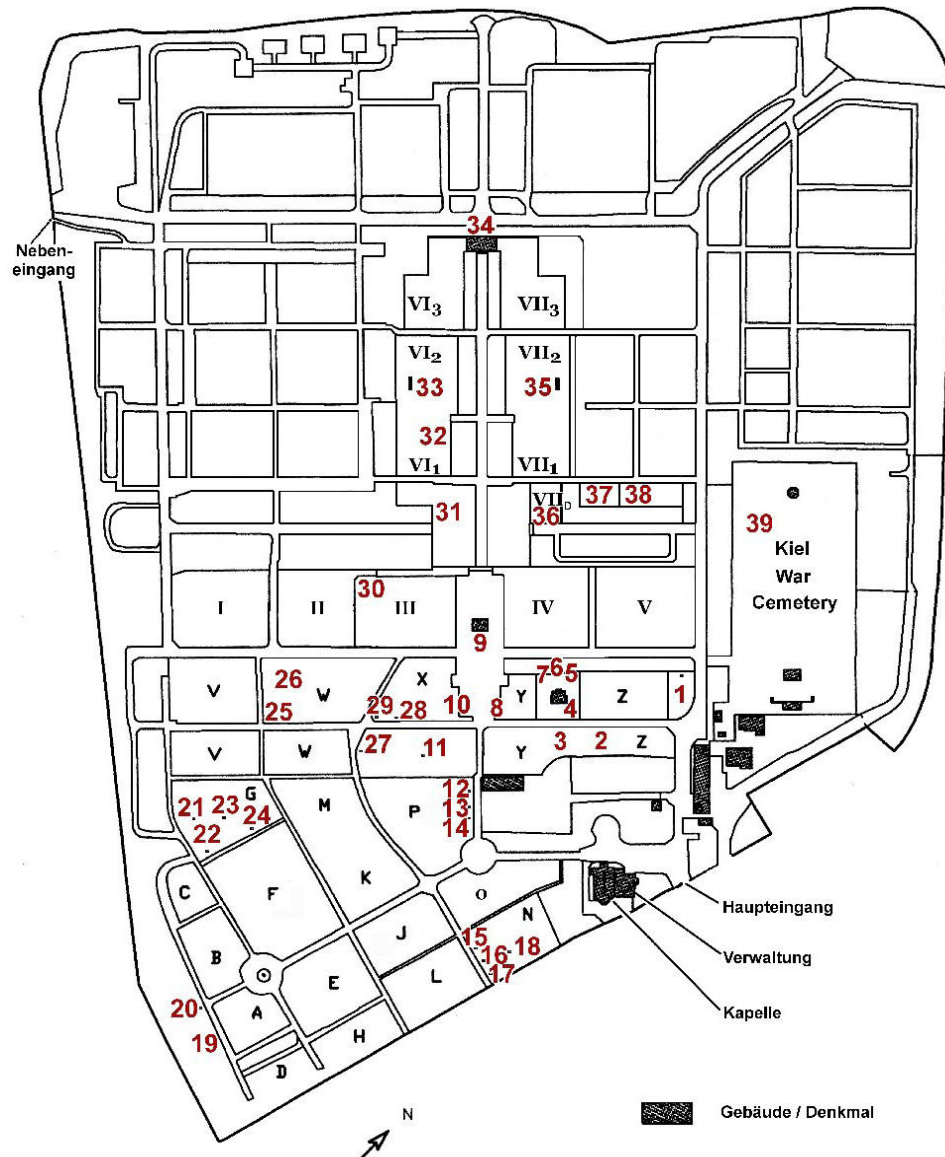 34
Neben-
eingang
VI3
VII3
VI2
VII2
33
35
32
VI1
VII1
37
38
31
VIID
36
39
Kiel
War
Cemetery
30
I
II
III
IV
V
9
6
7
5
26
X
V
W
Y
Z
1
25
29
28
10
8
4
27
11
3
2
V
W
Y
Z
12
21
23
G
M
P
13
24
14
22
C
F
K
O
Haupteingang
B
J
N
15
16
18
Verwaltung
E
L
17
20
A
Kapelle
19
H
D
N
Gebäude / Denkmal